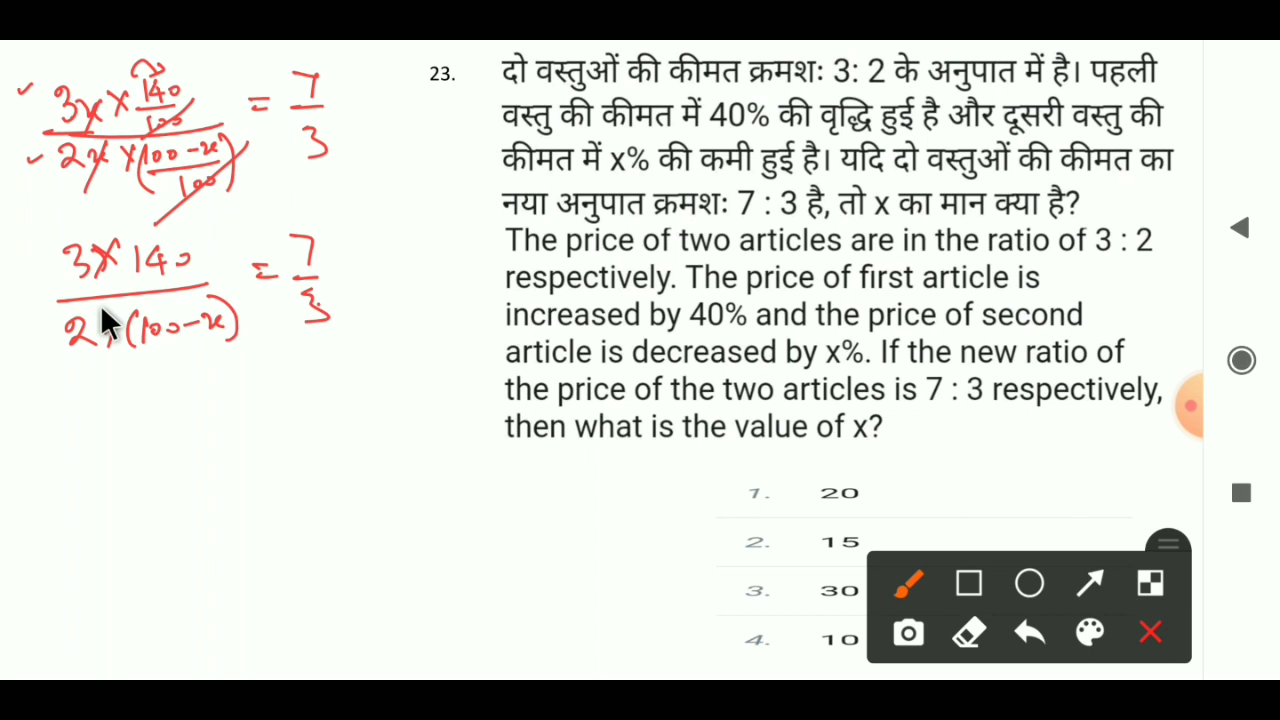 3x × 140/100 = 7/3
2x × (100-x/100)
3 × 140 = 7/3
2 × (100-x)
23. दो वस्तुओं की कीमत क्रमशः 3: 2 के अनुपात में है। पहली
वस्तु की कीमत में 40% की वृद्धि हुई है और दूसरी वस्तु की
कीमत में x% की कमी हुई है। यदि दो वस्तुओं की कीमत का
नया अनुपात क्रमशः 7 : 3 है, तो x का मान क्या है?
The price of two articles are in the ratio of 3 : 2
respectively. The price of first article is
increased by 40% and the price of second
article is decreased by x%. If the new ratio of
the price of the two articles is 7 : 3 respectively,
then what is the value of x?
1. 20
2. 15
3. 30
4. 10